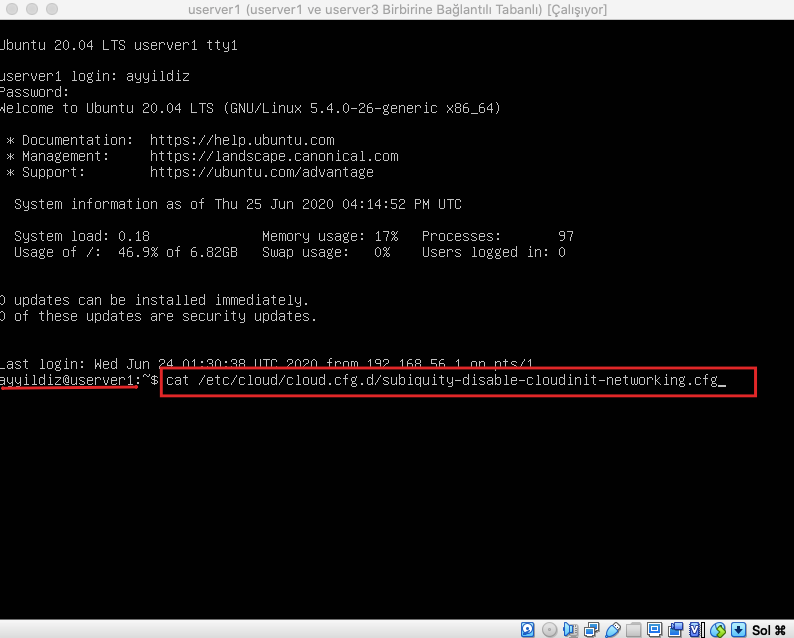 userver1 (userver1 ve userver3 Birbirine Bağlantılı Tabanlı) [Çalışıyor]
Ubuntu 20.04 LTS userver1 tty1
userver1 login: ayyildiz
Password:
Welcome to Ubuntu 20.04 LTS (GNU/Linux 5.4.0-26-generic x86_64)
* Documentation:  https://help.ubuntu.com
* Management:     https://landscape.canonical.com
* Support:        https://ubuntu.com/advantage
System information as of Thu 25 Jun 2020 04:14:52 PM UTC
System load: 0.18              Memory usage: 17%   Processes:       97
Usage of /:  46.9% of 6.82GB   Swap usage:   0%    Users logged in: 0
0 updates can be installed immediately.
0 of these updates are security updates.
Last login: Wed Jun 24 01:30:38 UTC 2020 from 192.168.56.1 on pts/1
ayyildiz@userver1:~$ cat /etc/cloud/cloud.cfg.d/subiquity-disable-cloudinit-networking.cfg_
Sol ⌘